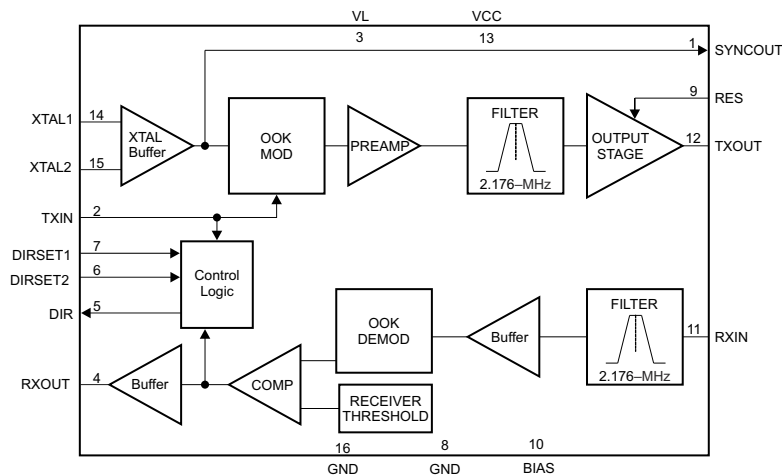 VL VCC
3 13
1 SYNCOUT
9 RES
XTAL1 14
XTAL
Buffer
OOK
MOD
PREAMP
FILTER
2.176–MHz
OUTPUT
STAGE
12 TXOUT
XTAL2 15
TXIN 2
DIRSET1 7
DIRSET2 6
DIR 5
Control
Logic
OOK
DEMOD
Buffer
FILTER
2.176–MHz
11 RXIN
RXOUT 4
Buffer
COMP
RECEIVER
THRESHOLD
16 8 10
GND GND BIAS